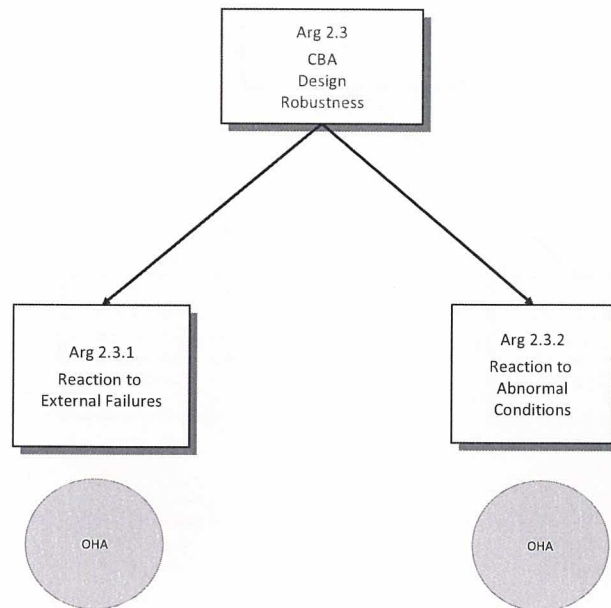 Arg 2.3
CBA
Design
Robustness
Arg 2.3.1
Reaction to
External Failures
Arg 2.3.2
Reaction to
Abnormal
Conditions
OHA
OHA